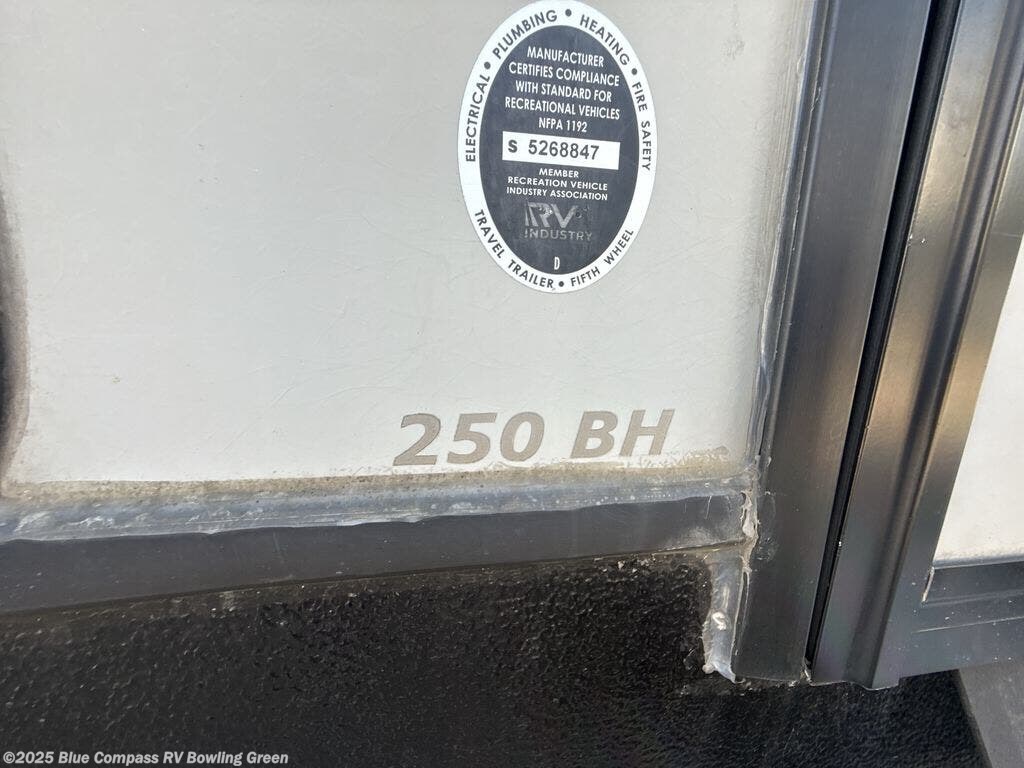 ELECTRICAL • PLUMBING • HEATING • FIRE SAFETY
MANUFACTURER
CERTIFIES COMPLIANCE
WITH STANDARD FOR
RECREATIONAL VEHICLES
NFPA 1192
S 5268847
MEMBER
RECREATION VEHICLE
INDUSTRY ASSOCIATION
RV
INDUSTRY
D
TRAVEL TRAILER • FIFTH WHEEL
250 BH
©2025 Blue Compass RV Bowling Green